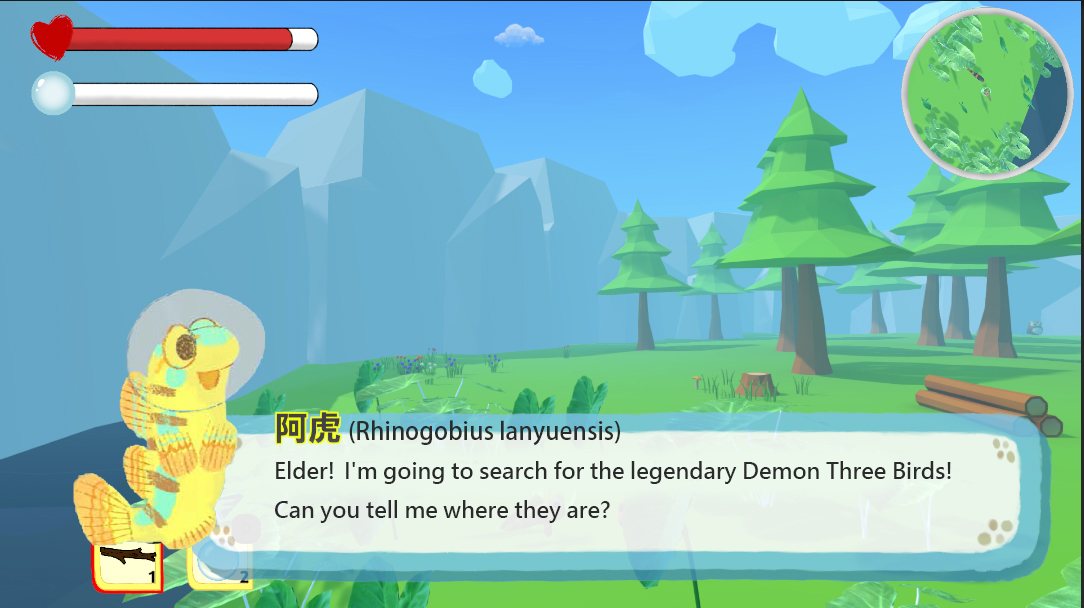 阿虎 (Rhinogobius lanyuensis)
Elder! I'm going to search for the legendary Demon Three Birds!
Can you tell me where they are?
1
2